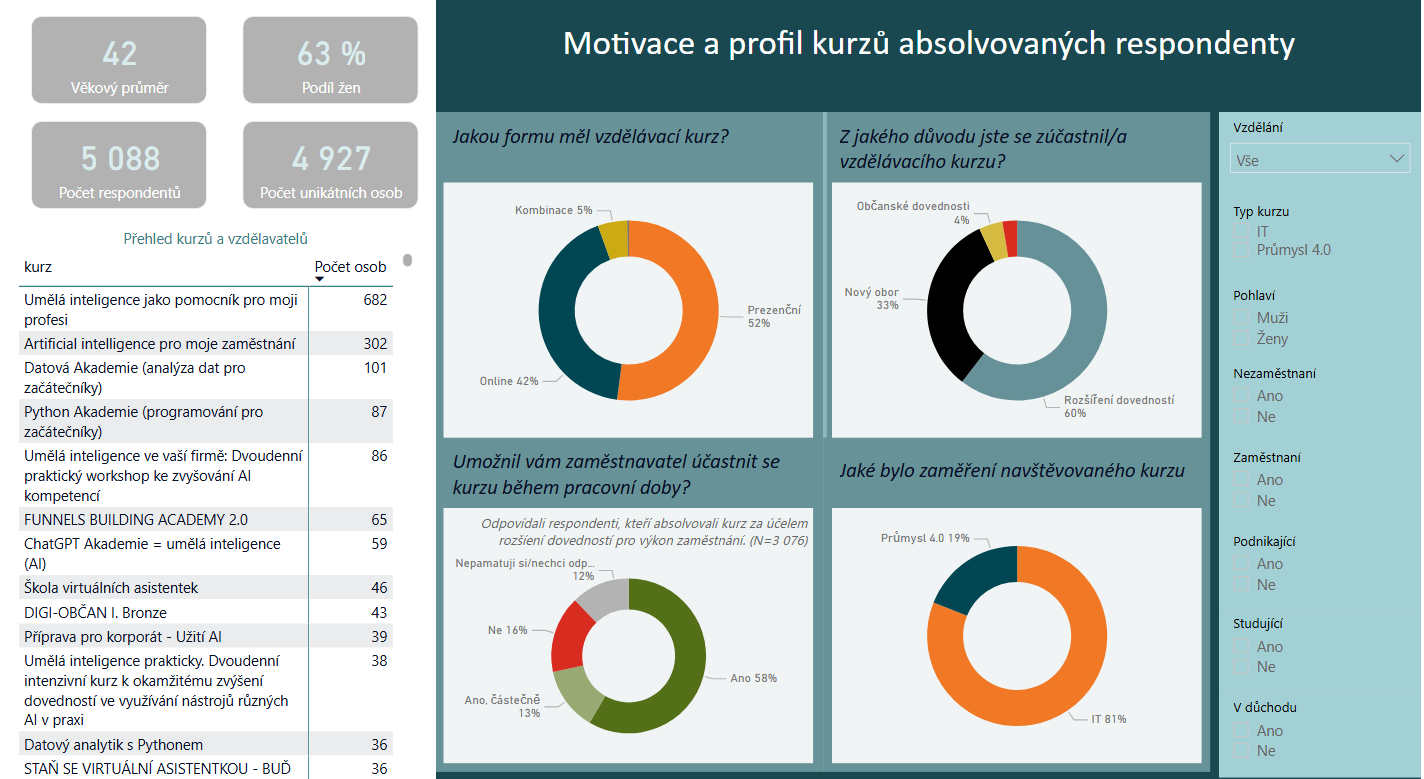 42
Věkový průměr
63 %
Podíl žen
5 088
Počet respondentů
4 927
Počet unikátních osob
Přehled kurzů a vzdělavatelů
kurz Počet osob
Umělá inteligence jako pomocník pro moji 682
profesi
Artificial intelligence pro moje zaměstnání 302
Datová Akademie (analýza dat pro 101
začátečníky)
Python Akademie (programování pro 87
začátečníky)
Umělá inteligence ve vaší firmě: Dvoudenní 86
praktický workshop ke zvyšování AI
kompetencí
FUNNELS BUILDING ACADEMY 2.0 65
ChatGPT Akademie = umělá inteligence 59
(AI)
Škola virtuálních asistentek 46
DIGI-OBČAN I. Bronze 43
Příprava pro korporát - Užití AI 39
Umělá inteligence prakticky. Dvoudenní 38
intenzivní kurz k okamžitému zvýšení
dovedností ve využívání nástrojů různých
AI v praxi
Datový analytik s Pythonem 36
STAŇ SE VIRTUÁLNÍ ASISTENTKOU - BUĎ 36
Motivace a profil kurzů absolvovaných respondenty
Jakou formu měl vzdělávací kurz?
Kombinace 5%
Prezenční
52%
Online 42%
Z jakého důvodu jste se zúčastnil/a
vzdělávacího kurzu?
Občanské dovednosti
4%
Nový obor
33%
Rozšíření dovedností
60%
Umožnil vám zaměstnavatel účastnit se
kurzu během pracovní doby?
Odpovídali respondenti, kteří absolvovali kurz za účelem
rozšíení dovedností pro výkon zaměstnání. (N=3 076)
Nepamatuji si/nechci odp...
12%
Ne 16%
Ano, částečně
13%
Ano 58%
Jaké bylo zaměření navštěvovaného kurzu
Průmysl 4.0 19%
IT 81%
Vzdělání
Vše
Typ kurzu
IT
Průmysl 4.0
Pohlaví
Muži
Ženy
Nezaměstnaní
Ano
Ne
Zaměstnaní
Ano
Ne
Podnikající
Ano
Ne
Studující
Ano
Ne
V důchodu
Ano
Ne